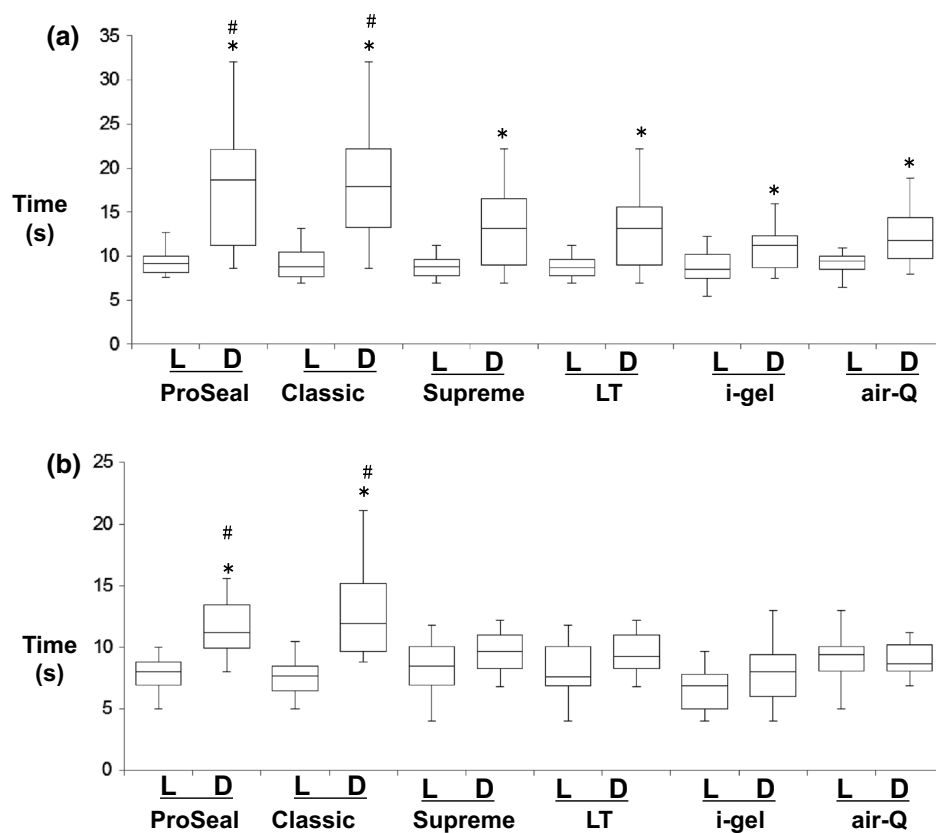 (a)
35
# #
* *
30
25
20
* *
Time
(s)
15
* *
10
5
0
L D L D L D L D L D L D
ProSeal Classic Supreme LT i-gel air-Q
(b)
25
#
*
20
#
*
15
Time
(s)
10
5
0
L D L D L D L D L D L D
ProSeal Classic Supreme LT i-gel air-Q